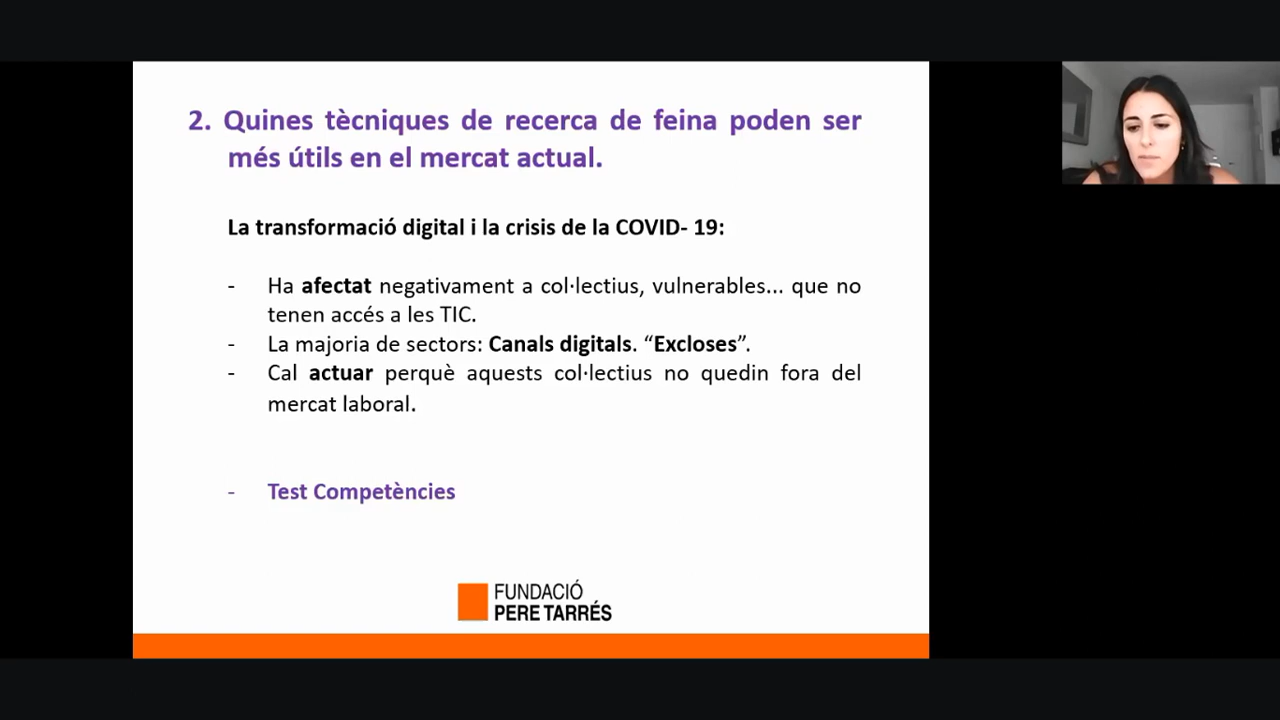 2. Quines tècniques de recerca de feina poden ser
més útils en el mercat actual.
La transformació digital i la crisis de la COVID- 19:
- Ha afectat negativament a col·lectius, vulnerables... que no
tenen accés a les TIC.
- La majoria de sectors: Canals digitals. “Excloses”.
- Cal actuar perquè aquests col·lectius no quedin fora del
mercat laboral.
- Test Competències
FUNDACIÓ
PERE TARRÉS